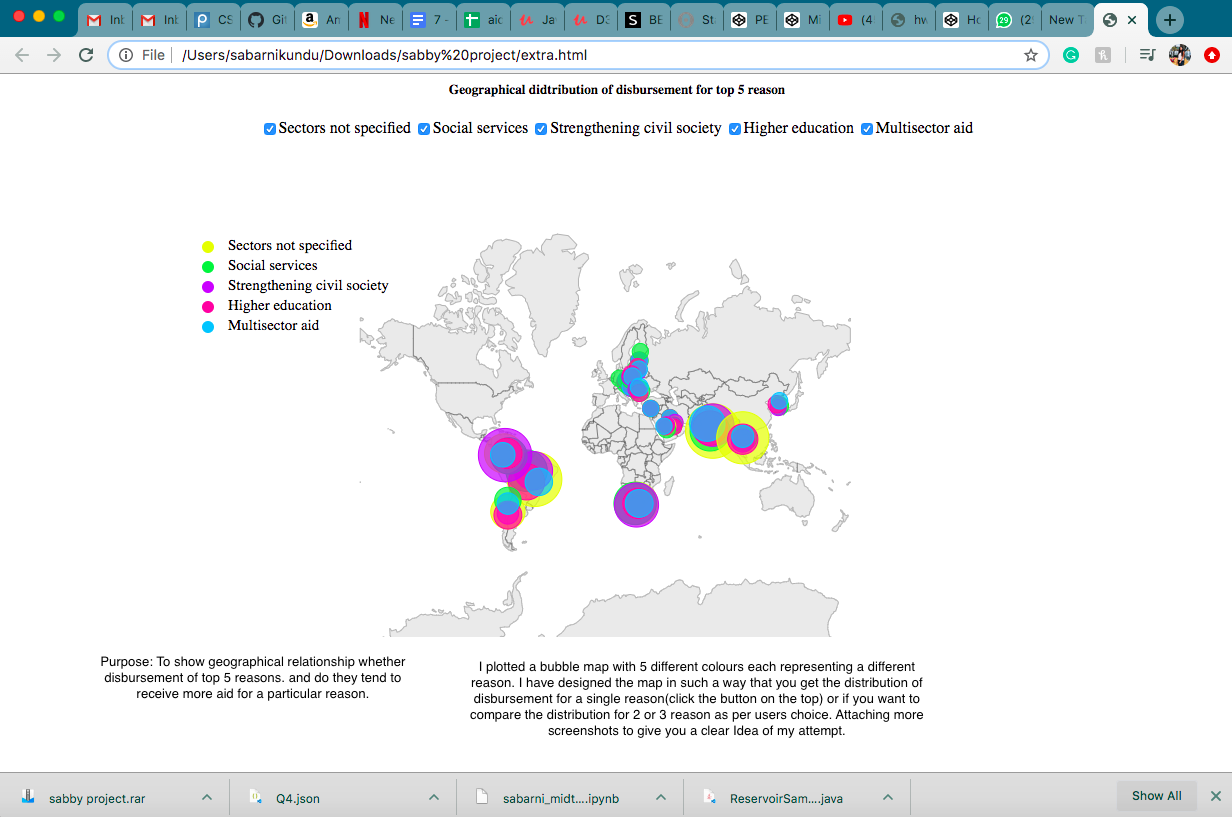 Inl
Inl
CS
Git
An
Ne
7 -
aic
Ja
D3
BE
St
PE
Mi
(4
hw
Ho
(2
New T
File
/Users/sabarnikundu/Downloads/sabby%20project/extra.html
Geographical didtribution of disbursement for top 5 reason
Sectors not specified Social services Strengthening civil society Higher education Multisector aid
Sectors not specified
Social services
Strengthening civil society
Higher education
Multisector aid
Purpose: To show geographical relationship whether
disbursement of top 5 reasons. and do they tend to
receive more aid for a particular reason.
I plotted a bubble map with 5 different colours each representing a different
reason. I have designed the map in such a way that you get the distribution of
disbursement for a single reason(click the button on the top) or if you want to
compare the distribution for 2 or 3 reason as per users choice. Attaching more
screenshots to give you a clear Idea of my attempt.
sabby project.rar
Q4.json
sabarni_midt....ipynb
ReservoirSam....java
Show All